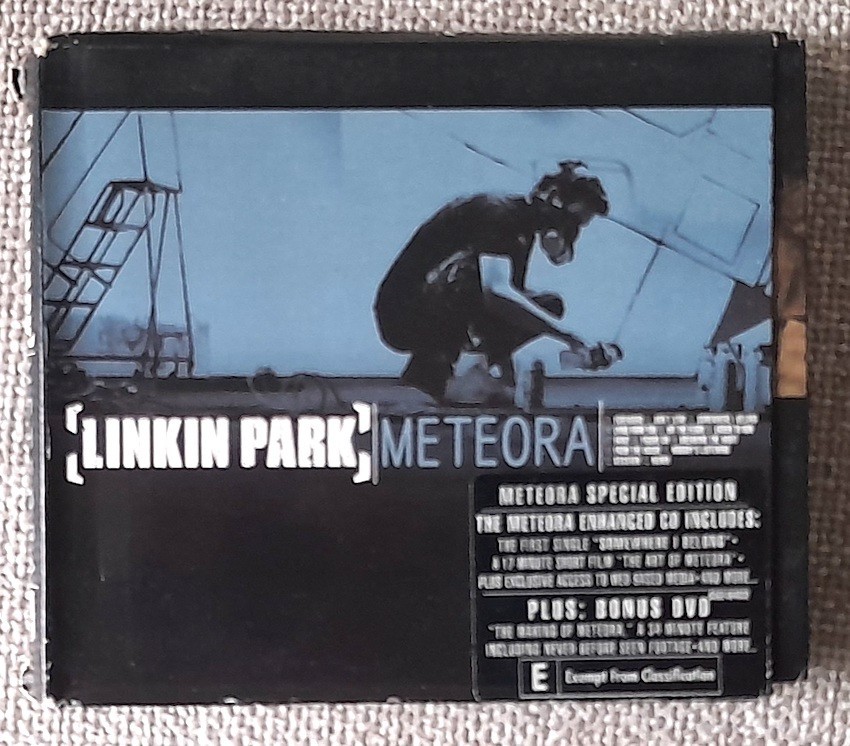 [LINKIN PARK] METEORA
METEORA SPECIAL EDITION
THE METEORA ENHANCED CD INCLUDES:
THE FIRST SINGLE "SOMEWHERE I BELONG"-
A 17 MINUTE SHORT FILM "THE ART OF METEORA"-
PLUS EXCLUSIVE ACCESS TO WEB BASED MEDIA-AND MORE...
PLUS: BONUS DVD
"THE MAKING OF METEORA," A 34 MINUTE FEATURE
INCLUDING NEVER BEFORE SEEN FOOTAGE-AND MORE...
E Exempt From Classification